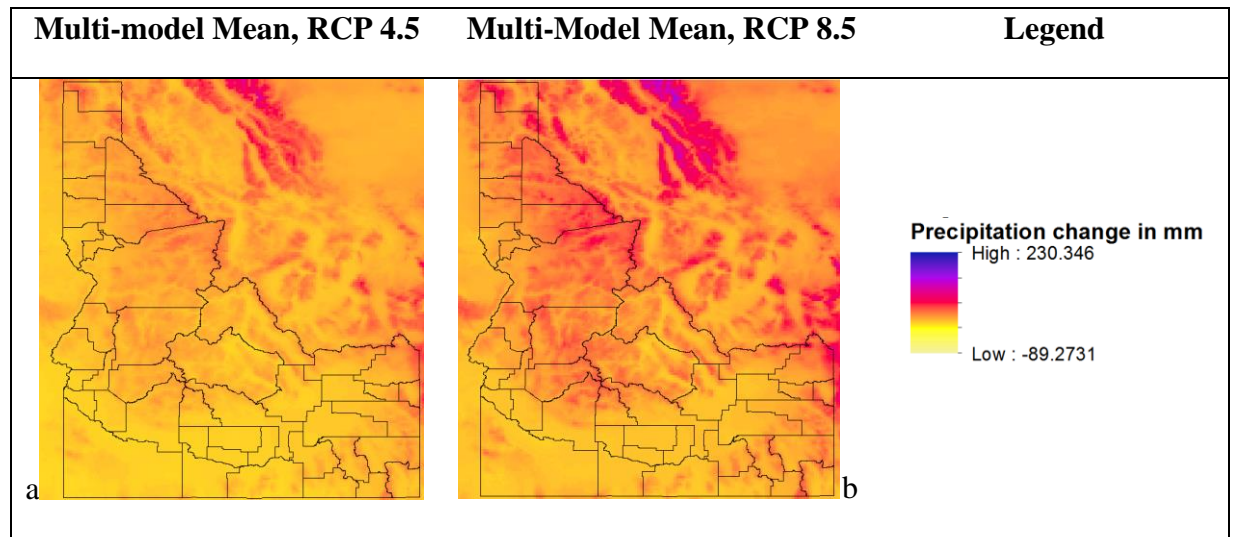 Multi-model Mean, RCP 4.5 Multi-Model Mean, RCP 8.5 Legend
Precipitation change in mm
High : 230.346
Low : -89.2731
a b